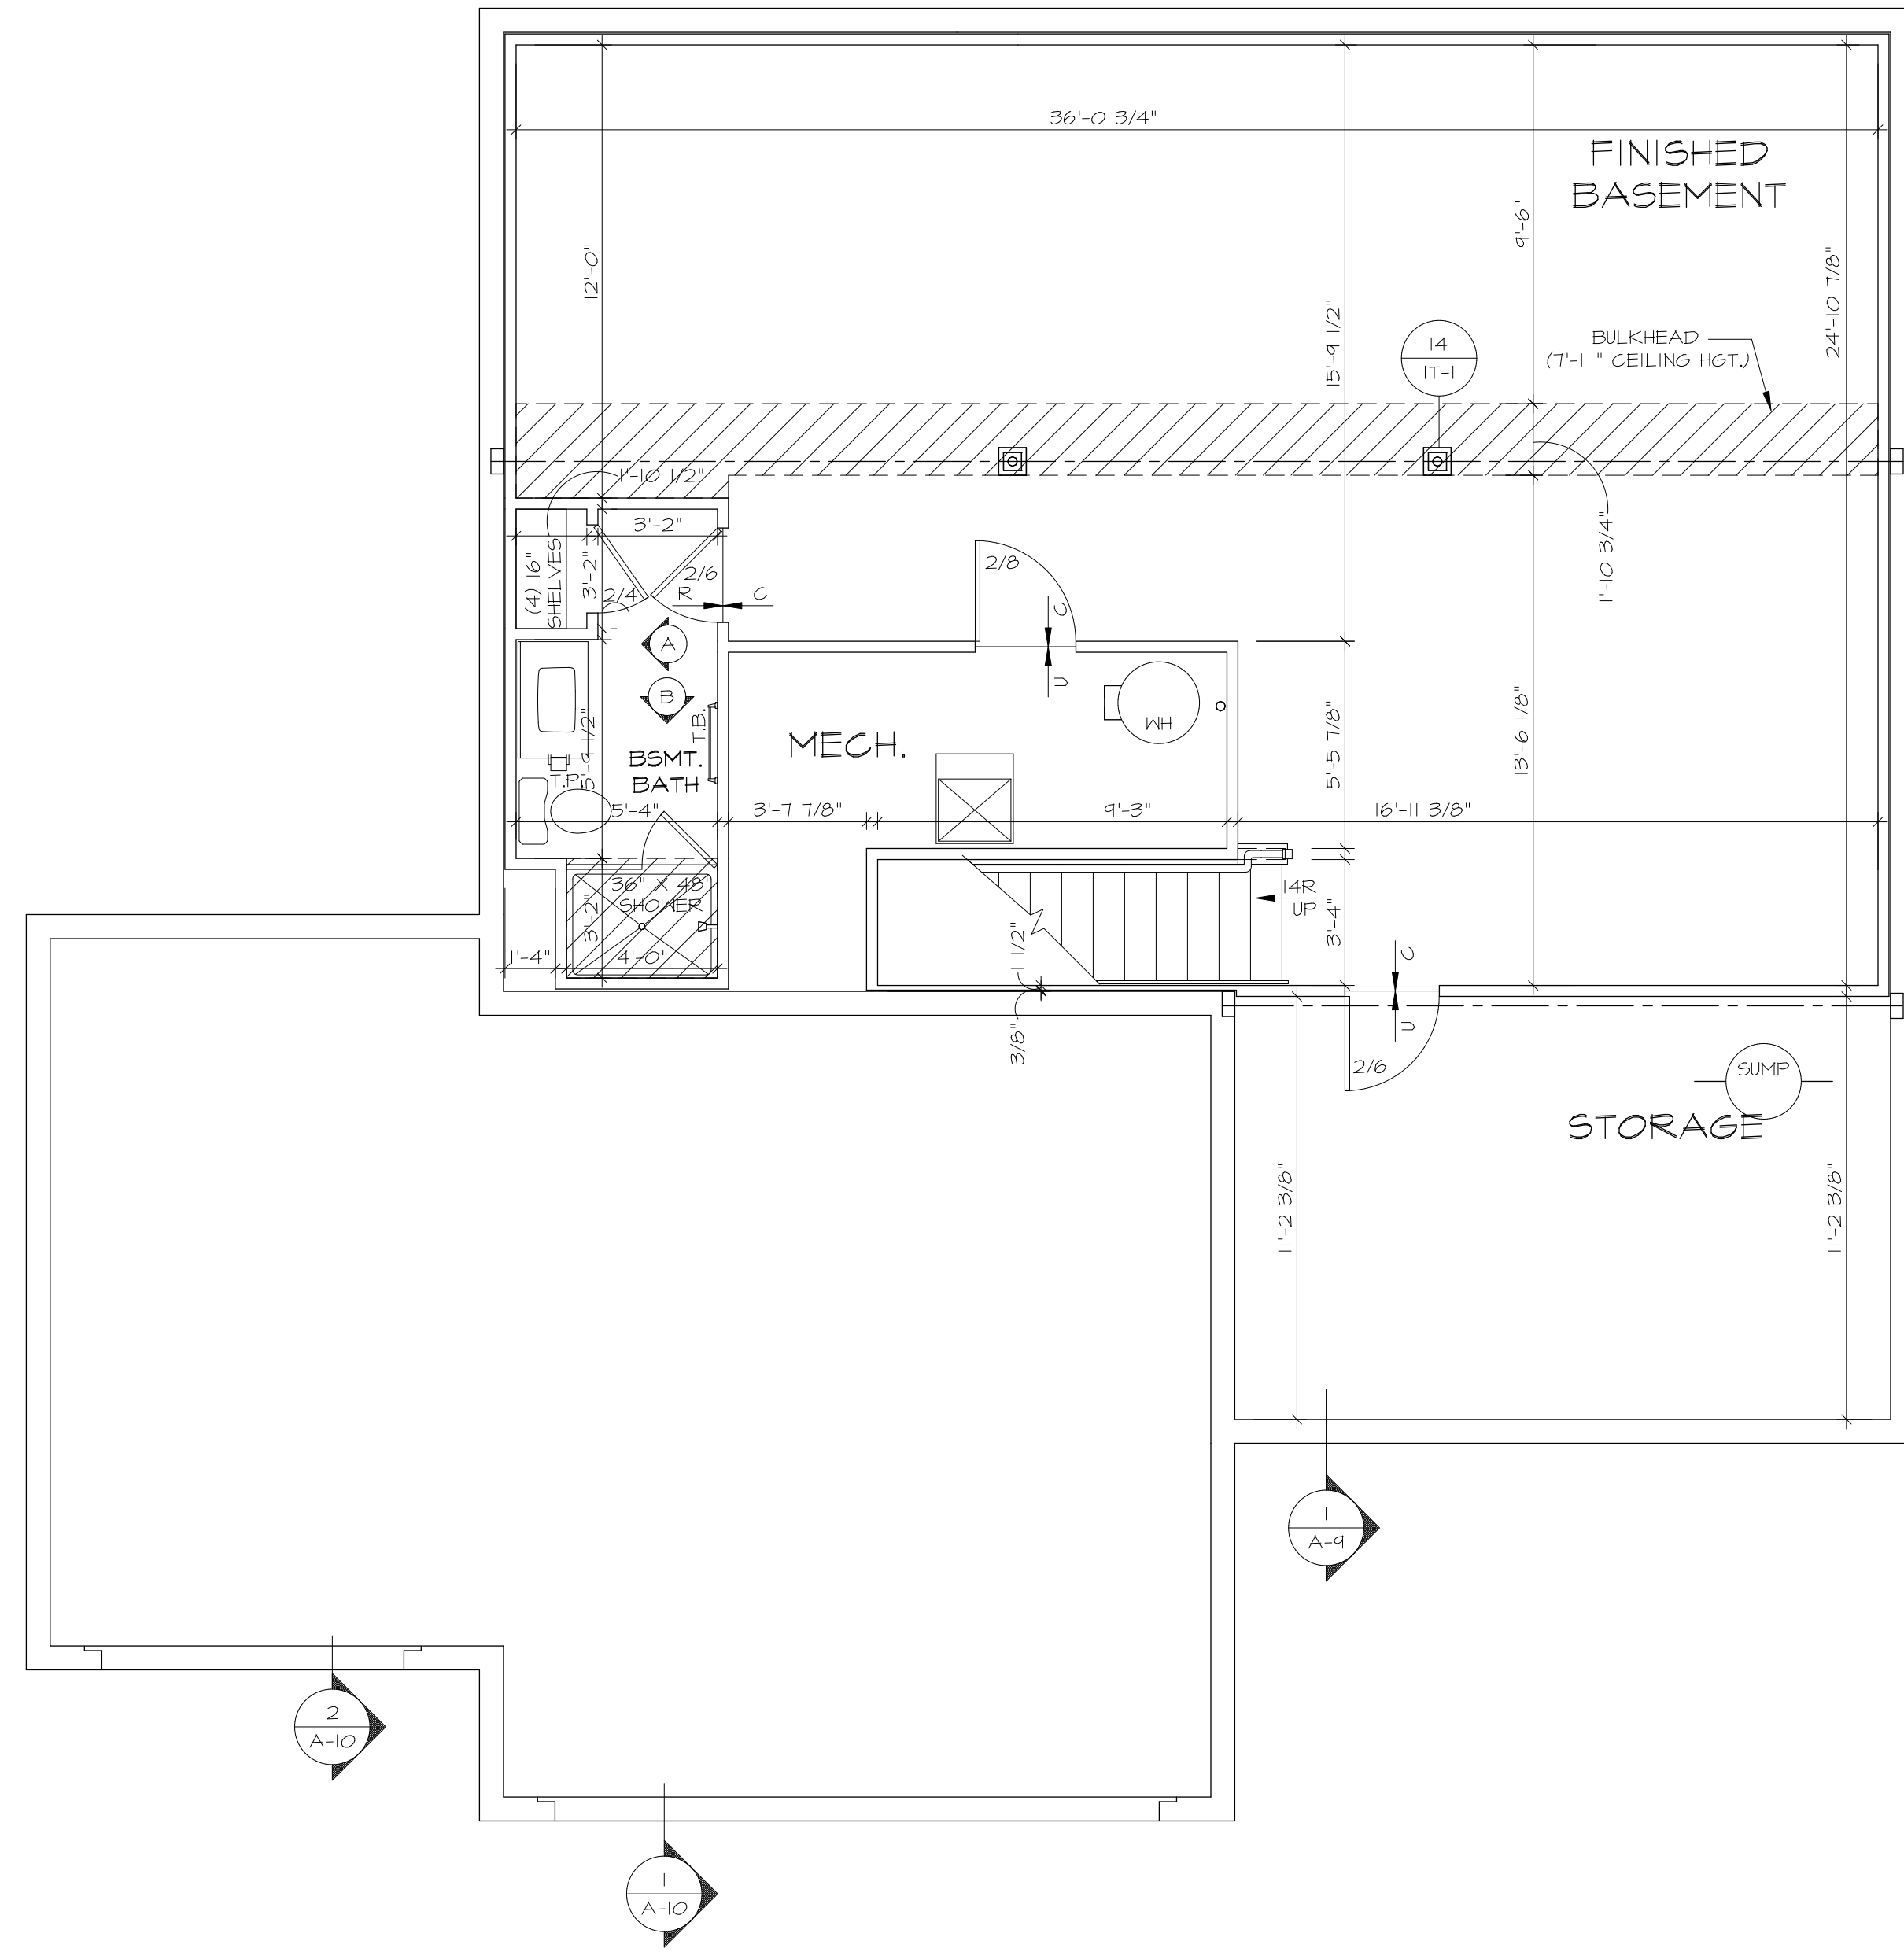 36'-0 3/4"
FINISHED
BASEMENT
12'-0"
9'-6"
15'-9 1/2"
24'-10 7/8"
14
1T-1
BULKHEAD
(7'-1 " CEILING HGT.)
1'-10 1/2"
3'-2"
(4) 16"
SHELVES
3'-2"
2/4
2/6
R
C
2/8
C
U
1'-10 3/4"
A
B
T.B.
5'-9 1/2"
T.P.
BSMT.
BATH
MECH.
WH
5'-5 7/8"
13'-6 1/8"
5'-4"
3'-7 7/8"
9'-3"
16'-11 3/8"
36" X 48"
SHOWER
3'-2"
1'-4"
4'-0"
14R
UP
3'-4"
1 1/2"
3/8"
C
U
2/6
SUMP
STORAGE
11'-2 3/8"
11'-2 3/8"
1
A-9
2
A-10
1
A-10